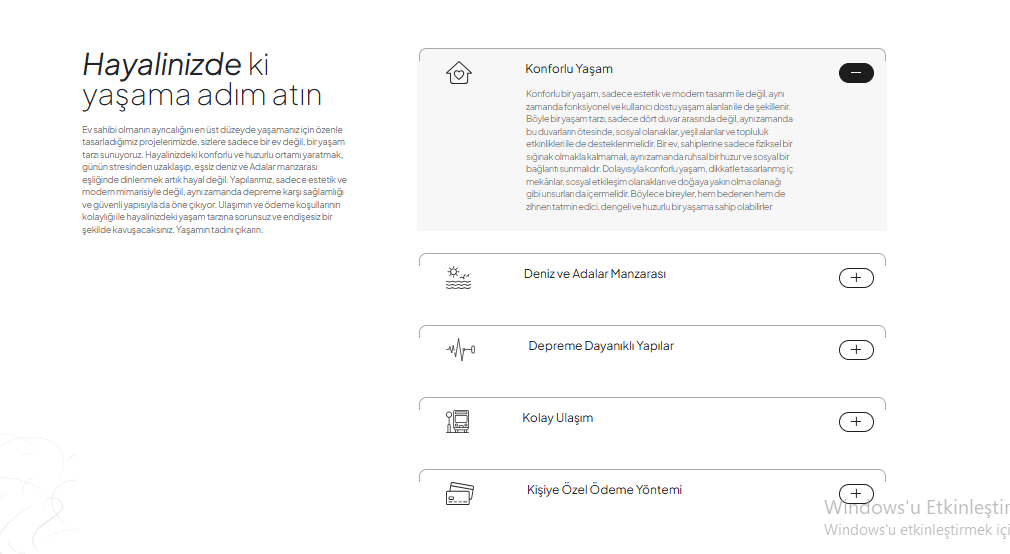 Hayalinizde ki
yaşama adım atın
Ev sahibi olmanın ayrıcalığını en üst düzeyde yaşamanız için özenle
tasarladığımız projelerimizde, sizlere sadece bir ev değil, bir yaşam
tarzı sunuyoruz. Hayalinizdeki konforlu ve huzurlu ortamı yaratmak,
günün stresinden uzaklaşıp, eşsiz deniz ve Adalar manzarası
eşliğinde dinlenmek artık hayal değil. Yapılarımız, sadece estetik ve
modern mimarisiyle değil, aynı zamanda depreme karşı sağlamlığı
ve güvenli yapısıyla da öne çıkıyor. Ulaşımın ve ödeme koşullarının
kolaylığı ile hayalinizdeki yaşam tarzına sorunsuz ve endişesiz bir
şekilde kavuşacaksınız. Yaşamın tadını çıkarın.
Konforlu Yaşam
Konforlu bir yaşam, sadece estetik ve modern tasarım ile değil, aynı
zamanda fonksiyonel ve kullanıcı dostu yaşam alanları ile de şekillenir.
Böyle bir yaşam tarzı, sadece dört duvar arasında değil, aynı zamanda
bu duvarların ötesinde, sosyal olanaklar, yeşil alanlar ve topluluk
etkinlikleri ile de desteklenmelidir. Bir ev, sahiplerine sadece fiziksel bir
sığınak olmakla kalmamalı, aynı zamanda ruhsal bir huzur ve sosyal bir
bağlantı sunmalıdır. Dolayısıyla konforlu yaşam, dikkatle tasarlanmış iç
mekânlar, sosyal etkileşim olanakları ve doğaya yakın olma olanağı
gibi unsurları da içermelidir. Böylece bireyler, hem bedenen hem de
zihnen tatmin edici, dengeli ve huzurlu bir yaşama sahip olabilirler
Deniz ve Adalar Manzarası
Depreme Dayanıklı Yapılar
Kolay Ulaşım
Kişiye Özel Ödeme Yöntemi
Windows'u Etkinleştir
Windows'u etkinleştirmek içi